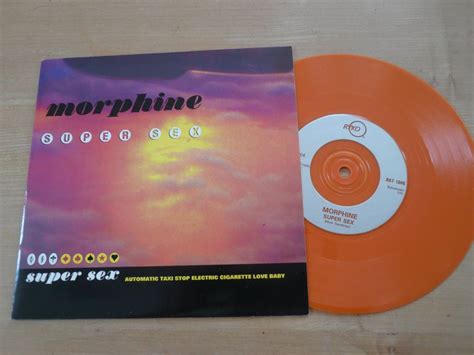 morphine
SUPER SEX
super sex AUTOMATIC TAXI STOP ELECTRIC CIGARETTE LOVE BABY
RYKO
MORPHINE
SUPER SEX